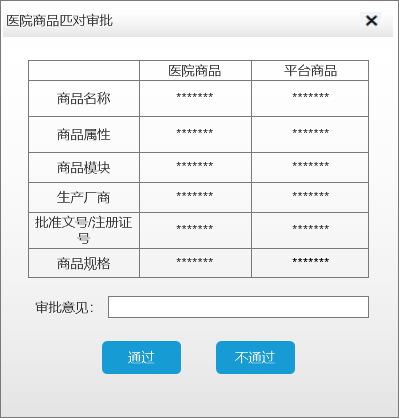 医院商品匹对审批
医院商品 平台商品
商品名称 ******* *******
商品属性 ******* *******
商品模块 ******* *******
生产厂商 ******* *******
批准文号/注册证
号 ******* *******
商品规格 ******* *******
审批意见：
通过 不通过